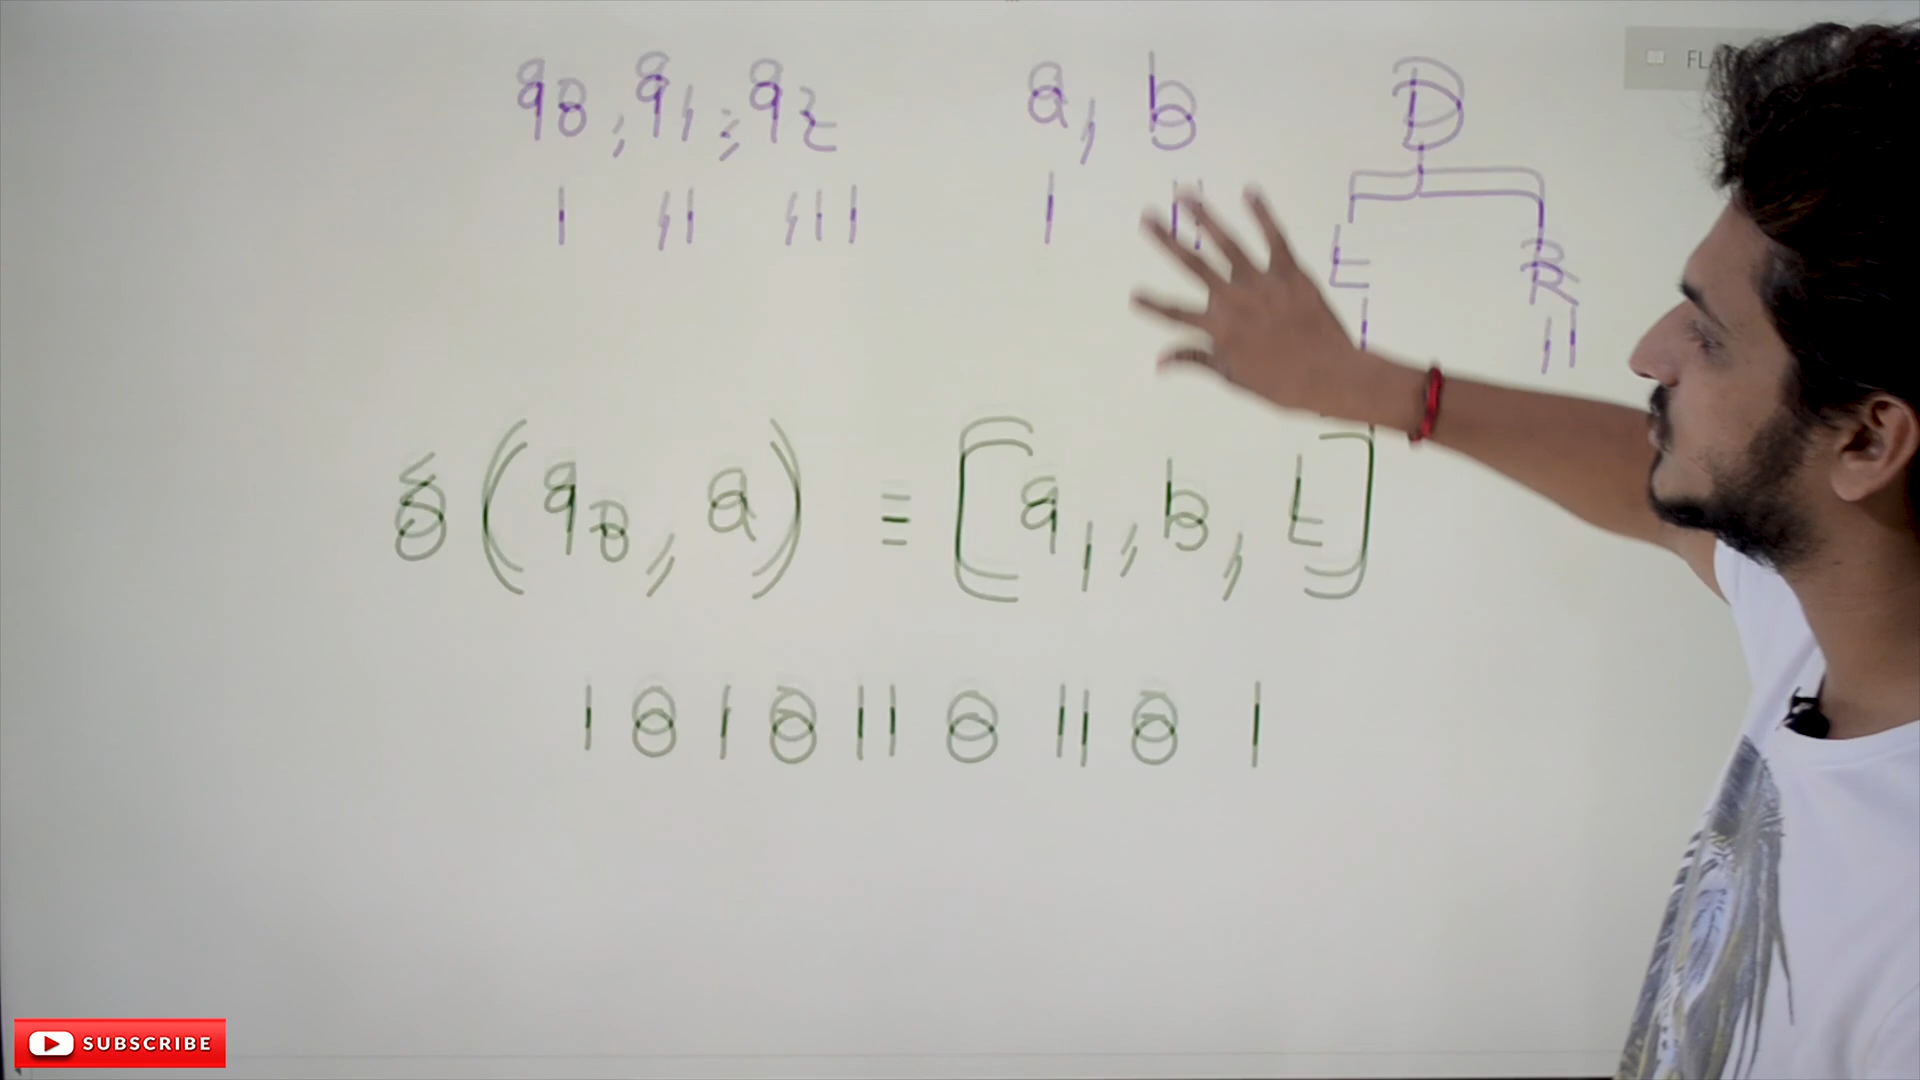 q0, q1, q2 a, b D
1 11 111 1 11 L R
1 11
δ(q0, a) = [q1, b, L]
1 0 1 0 11 0 11 0 1
SUBSCRIBE